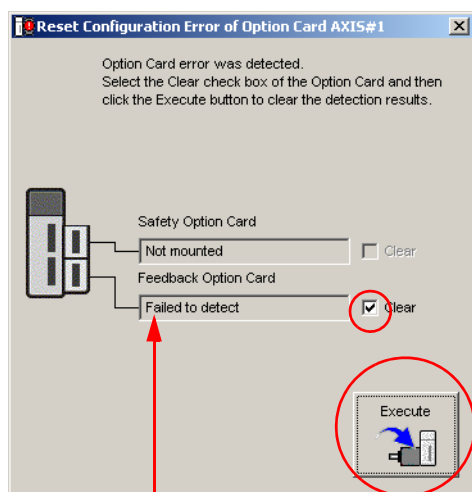 Reset Configuration Error of Option Card AXIS#1
Option Card error was detected.
Select the Clear check box of the Option Card and then
click the Execute button to clear the detection results.
Safety Option Card
Not mounted
Clear
Feedback Option Card
Failed to detect
Clear
Execute